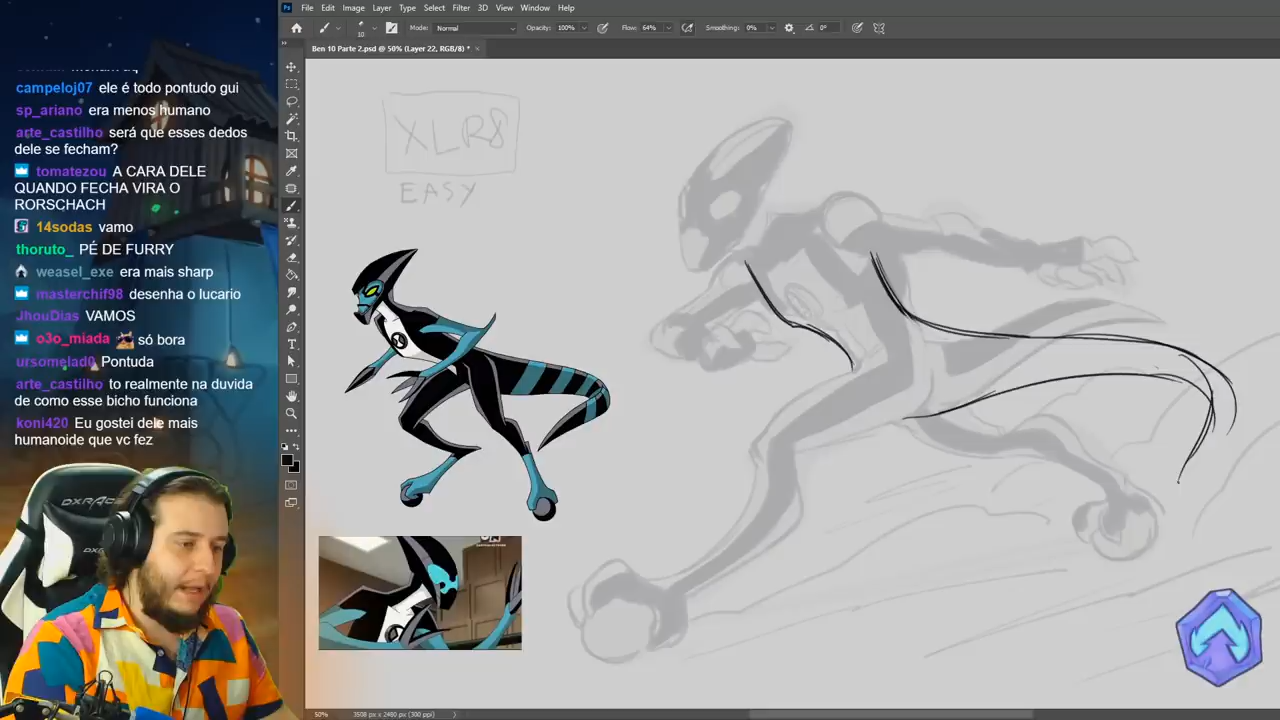 File Edit Image Layer Type Select Filter 3D View Window Help
10 Mode: Normal Opacity: 100% Flow: 64% Smoothing: 0% 0°
Ben 10 Parte 2.psd @ 50% (Layer 22, RGB/8) * ×
campeloj07 ele é todo pontudo gui
sp_ariano era menos humano
arte_castilho será que esses dedos
dele se fecham?
tomatezou A CARA DELE
QUANDO FECHA VIRA O
RORSCHACH
14sodas vamo
thoruto_ PÉ DE FURRY
weasel_exe era mais sharp
masterchif98 desenha o lucario
JhouDias VAMOS
o3o_miada só bora
ursomelad0 Pontuda
arte_castilho to realmente na duvida
de como esse bicho funciona
koni420 Eu gostei dele mais
humanoide que vc fez
XLR8
EASY
DXRACER
50% 3508 px x 2480 px (300 ppi)